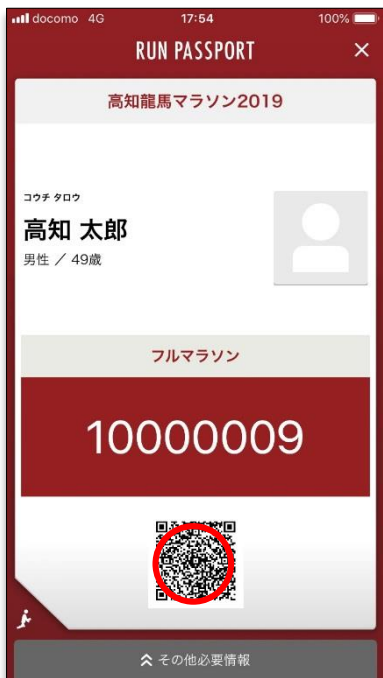 docomo 4G 17:54 100%
RUN PASSPORT ×
高知龍馬マラソン2019
コウチ タロウ
高知 太郎
男性 ／ 49歳
フルマラソン
10000009
その他必要情報